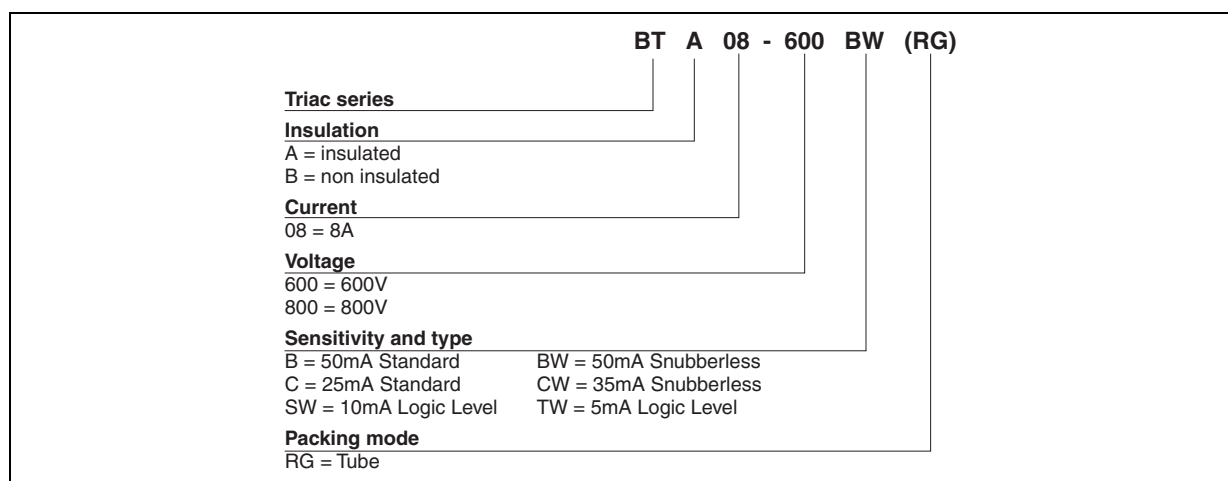 BT A 08 - 600 BW (RG)
Triac series
Insulation
A = insulated
B = non insulated
Current
08 = 8A
Voltage
600 = 600V
800 = 800V
Sensitivity and type
B = 50mA Standard BW = 50mA Snubberless
C = 25mA Standard CW = 35mA Snubberless
SW = 10mA Logic Level TW = 5mA Logic Level
Packing mode
RG = Tube